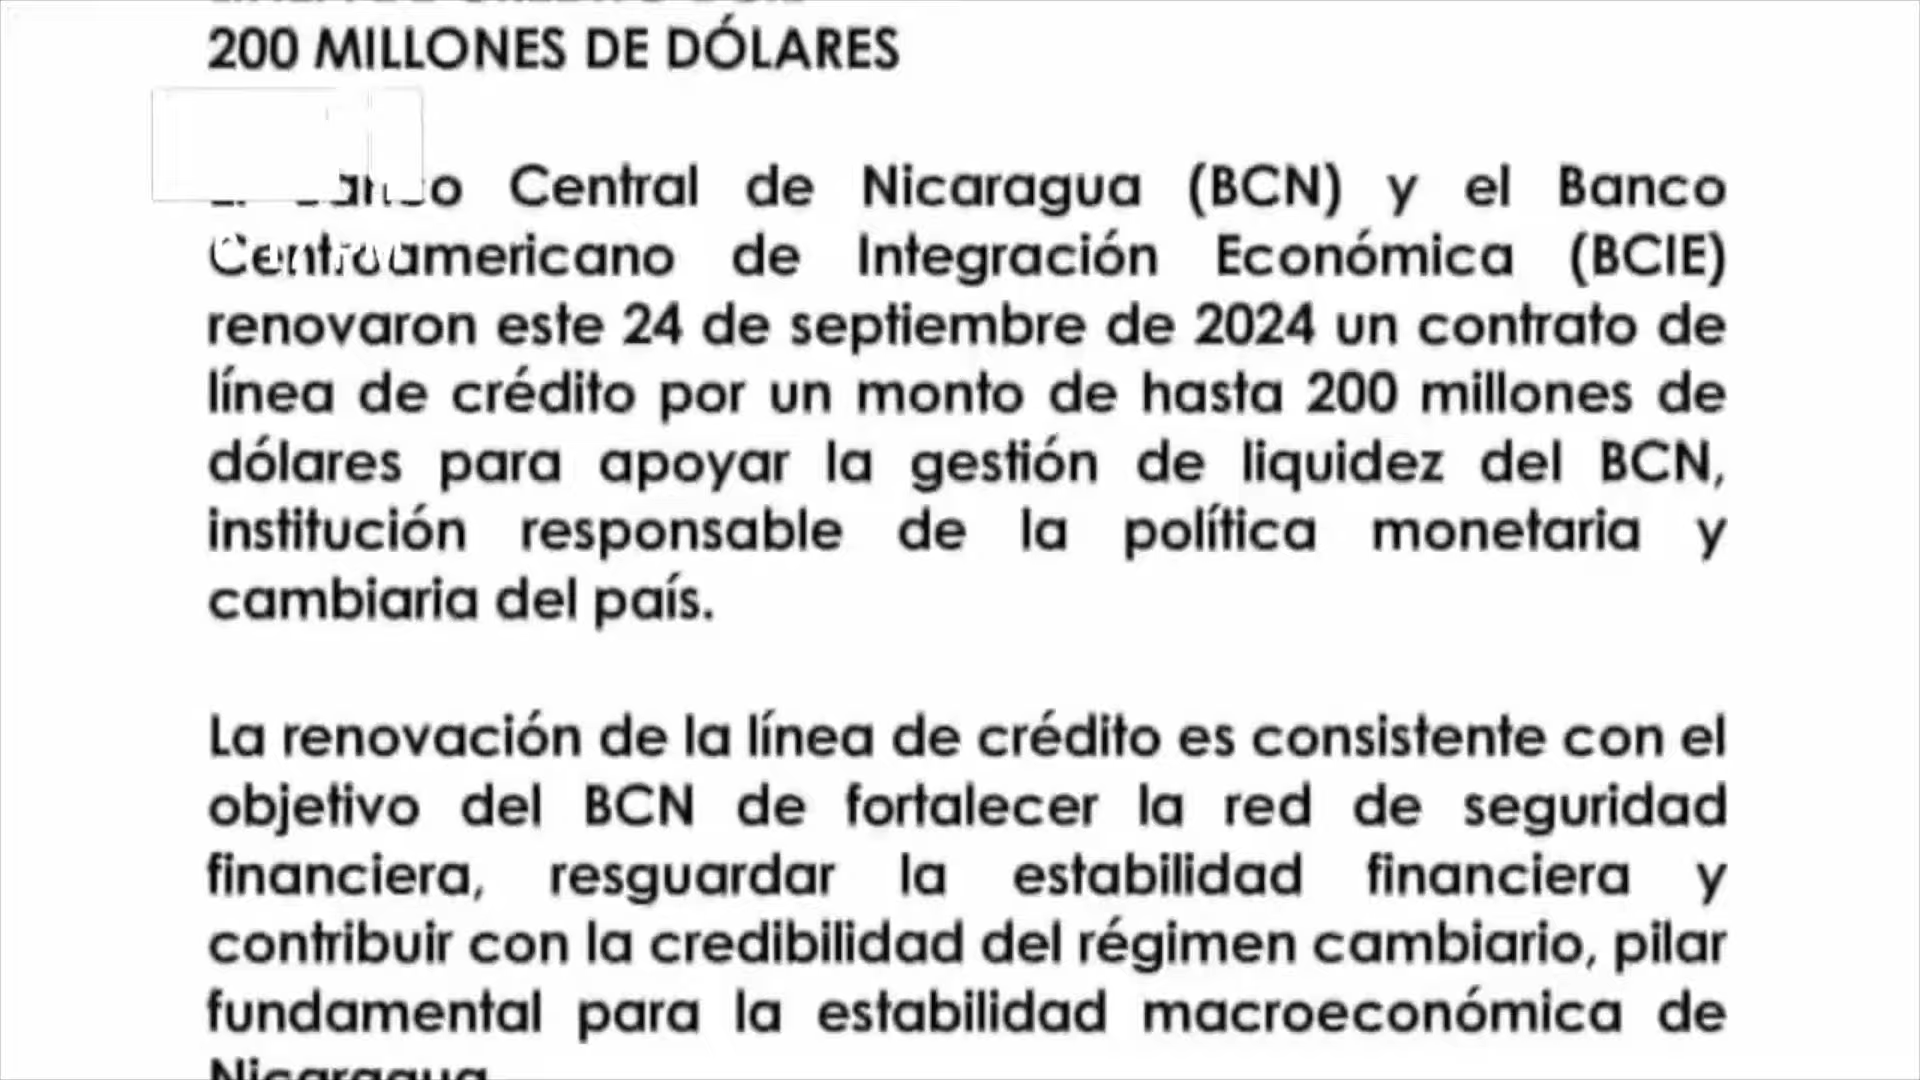 200 MILLONES DE DÓLARES
Banco Central de Nicaragua (BCN) y el Banco
Centroamericano de Integración Económica (BCIE)
renovaron este 24 de septiembre de 2024 un contrato de
línea de crédito por un monto de hasta 200 millones de
dólares para apoyar la gestión de liquidez del BCN,
institución responsable de la política monetaria y
cambiaria del país.
La renovación de la línea de crédito es consistente con el
objetivo del BCN de fortalecer la red de seguridad
financiera, resguardar la estabilidad financiera y
contribuir con la credibilidad del régimen cambiario, pilar
fundamental para la estabilidad macroeconómica de
Nicaragua